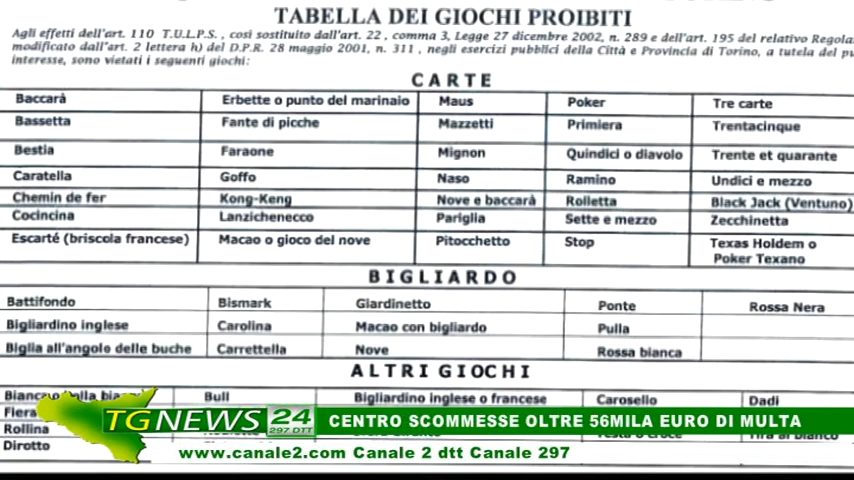 TABELLA DEI GIOCHI PROIBITI
Agli effetti dell'art. 110 T.U.L.P.S. , così sostituito dall'art. 22 , comma 3, Legge 27 dicembre 2002, n. 289 e dell'art. 195 del relativo
modificato dall'art. 2 lettera h) del D.P.R. 28 maggio 2001, n. 311 , negli esercizi pubblici della Città e Provincia di Torino, a tutela del
interesse, sono vietati i seguenti giochi:
CARTE
Baccarà Erbette o punto del marinaio Maus Poker Tre carte
Bassetta Fante di picche Mazzetti Primiera Trentacinque
Bestia Faraone Mignon Quindici o diavolo Trente et quarante
Caratella Goffo Naso Ramino Undici e mezzo
Chemin de fer Kong-Keng Nove e baccarà Rolletta Black Jack (Ventuno)
Cocincina Lanzichenecco Pariglia Sette e mezzo Zecchinetta
Escarté (briscola francese) Macao o gioco del nove Pitocchetto Stop Texas Holdem o
Poker Texano
BIGLIARDO
Battifondo Bismark Giardinetto Ponte Rossa Nera
Bigliardino inglese Carolina Macao con bigliardo Pulla
Biglia all'angolo delle buche Carrettella Nove Rossa bianca
ALTRI GIOCHI
Bull Bigliardino inglese o francese Carosello Dadi
Fiera
Rollina
Dirotto
TGNEWS 24
297 DTT
CENTRO SCOMMESSE OLTRE 56MILA EURO DI MULTA
www.canale2.com Canale 2 dtt Canale 297